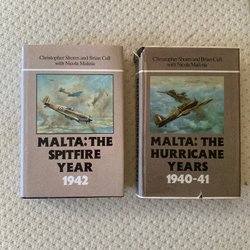 Christopher Shores and Brian Cull
with Nicola Malizia
MALTA: THE
SPITFIRE
YEAR
1942
Christopher Shores and Brian Cull
with Nicola Malizia
MALTA: THE
HURRICANE
YEARS
1940-41